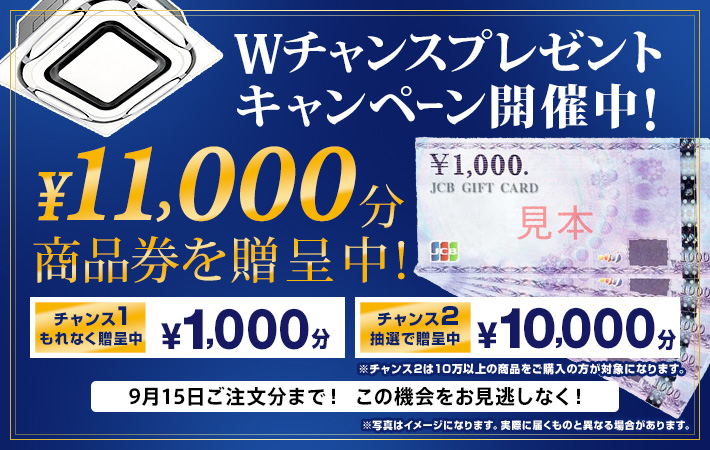 Wチャンスプレゼント
キャンペーン開催中!
¥11,000分
商品券を贈呈中!
¥1,000.
JCB GIFT CARD
見本
JCB
チャンス1
もれなく贈呈中
¥1,000分
チャンス2
抽選で贈呈中
¥10,000分
※チャンス2は10万以上の商品をご購入の方が対象になります。
9月15日ご注文分まで! この機会をお見逃しなく!
※写真はイメージになります。実際に届くものと異なる場合があります。